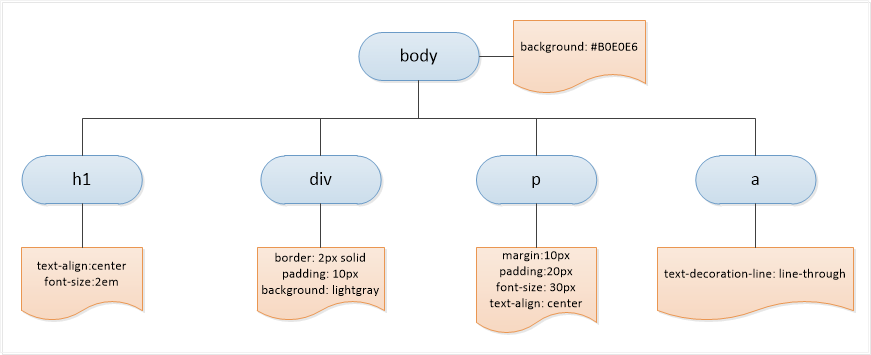 body
background: #B0E0E6
h1
div
p
a
text-align:center
font-size:2em
border: 2px solid
padding: 10px
background: lightgray
margin:10px
padding:20px
font-size: 30px
text-align: center
text-decoration-line: line-through